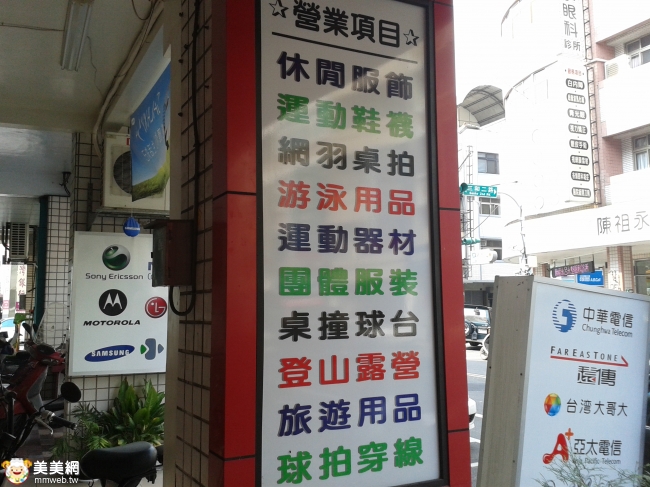 ☆營業項目☆
休閒服飾
運動鞋襪
網羽桌拍
游泳用品
運動器材
團體服裝
桌撞球台
登山露營
旅遊用品
球拍穿線
Sony Ericsson
MOTOROLA
LG
SAMSUNG
中華電信
Chunghwa Telecom
FAREASTONE
遠傳
台灣大哥大
A+亞太電信
Asia Pacific Telecom
眼科
診所
陳祖永
美美網
mmweb.tw